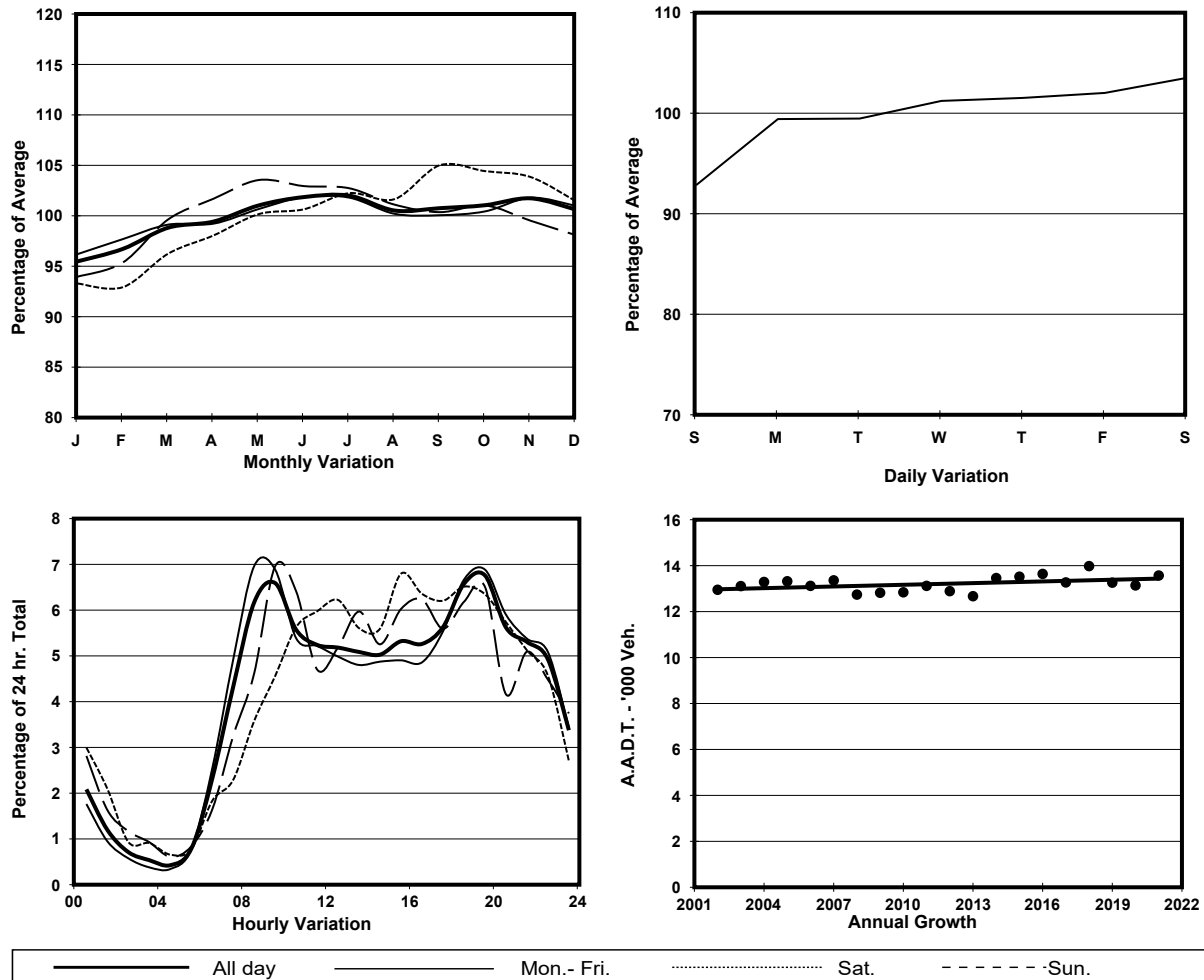 120
115
110
105
100
95
90
85
80
Percentage of Average
J F M A M J J A S O N D
Monthly Variation
110
100
90
80
70
Percentage of Average
S M T W T F S
Daily Variation
8
7
6
5
4
3
2
1
0
Percentage of 24 hr. Total
00 04 08 12 16 20 24
Hourly Variation
16
14
12
10
8
6
4
2
0
A.A.D.T. - '000 Veh.
2001 2004 2007 2010 2013 2016 2019 2022
Annual Growth
All day Mon.- Fri. Sat. Sun.